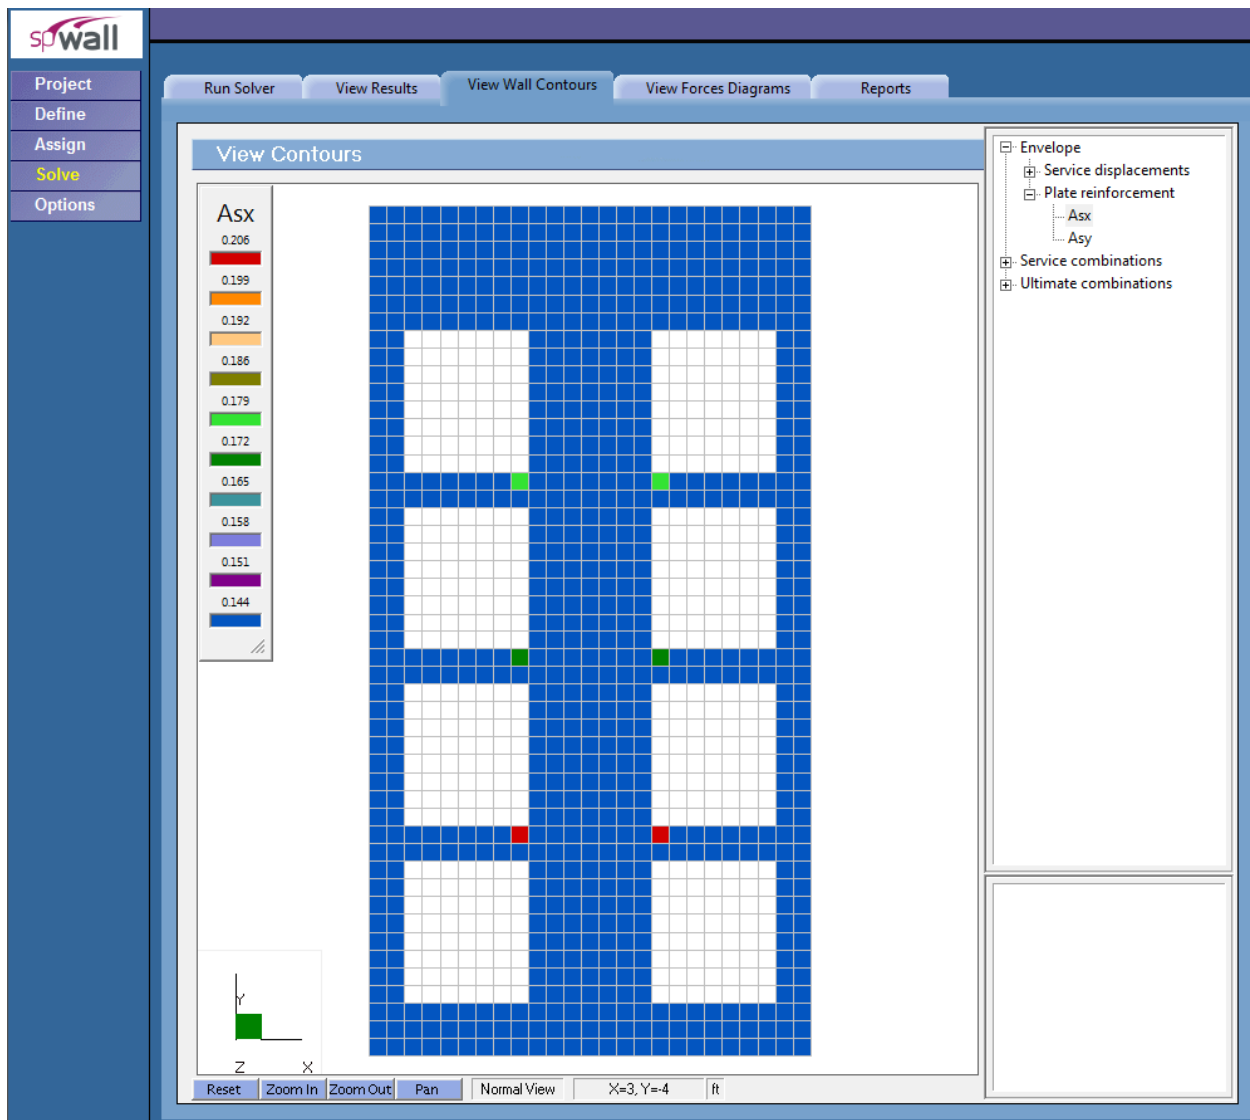 spwall
Project
Define
Assign
Solve
Options
Run Solver
View Results
View Wall Contours
View Forces Diagrams
Reports
View Contours
Asx
0.206
0.199
0.192
0.186
0.179
0.172
0.165
0.158
0.151
0.144
Y
Z X
Reset
Zoom In
Zoom Out
Pan
Normal View
X=3, Y=-4
ft
Envelope
Service displacements
Plate reinforcement
Asx
Asy
Service combinations
Ultimate combinations